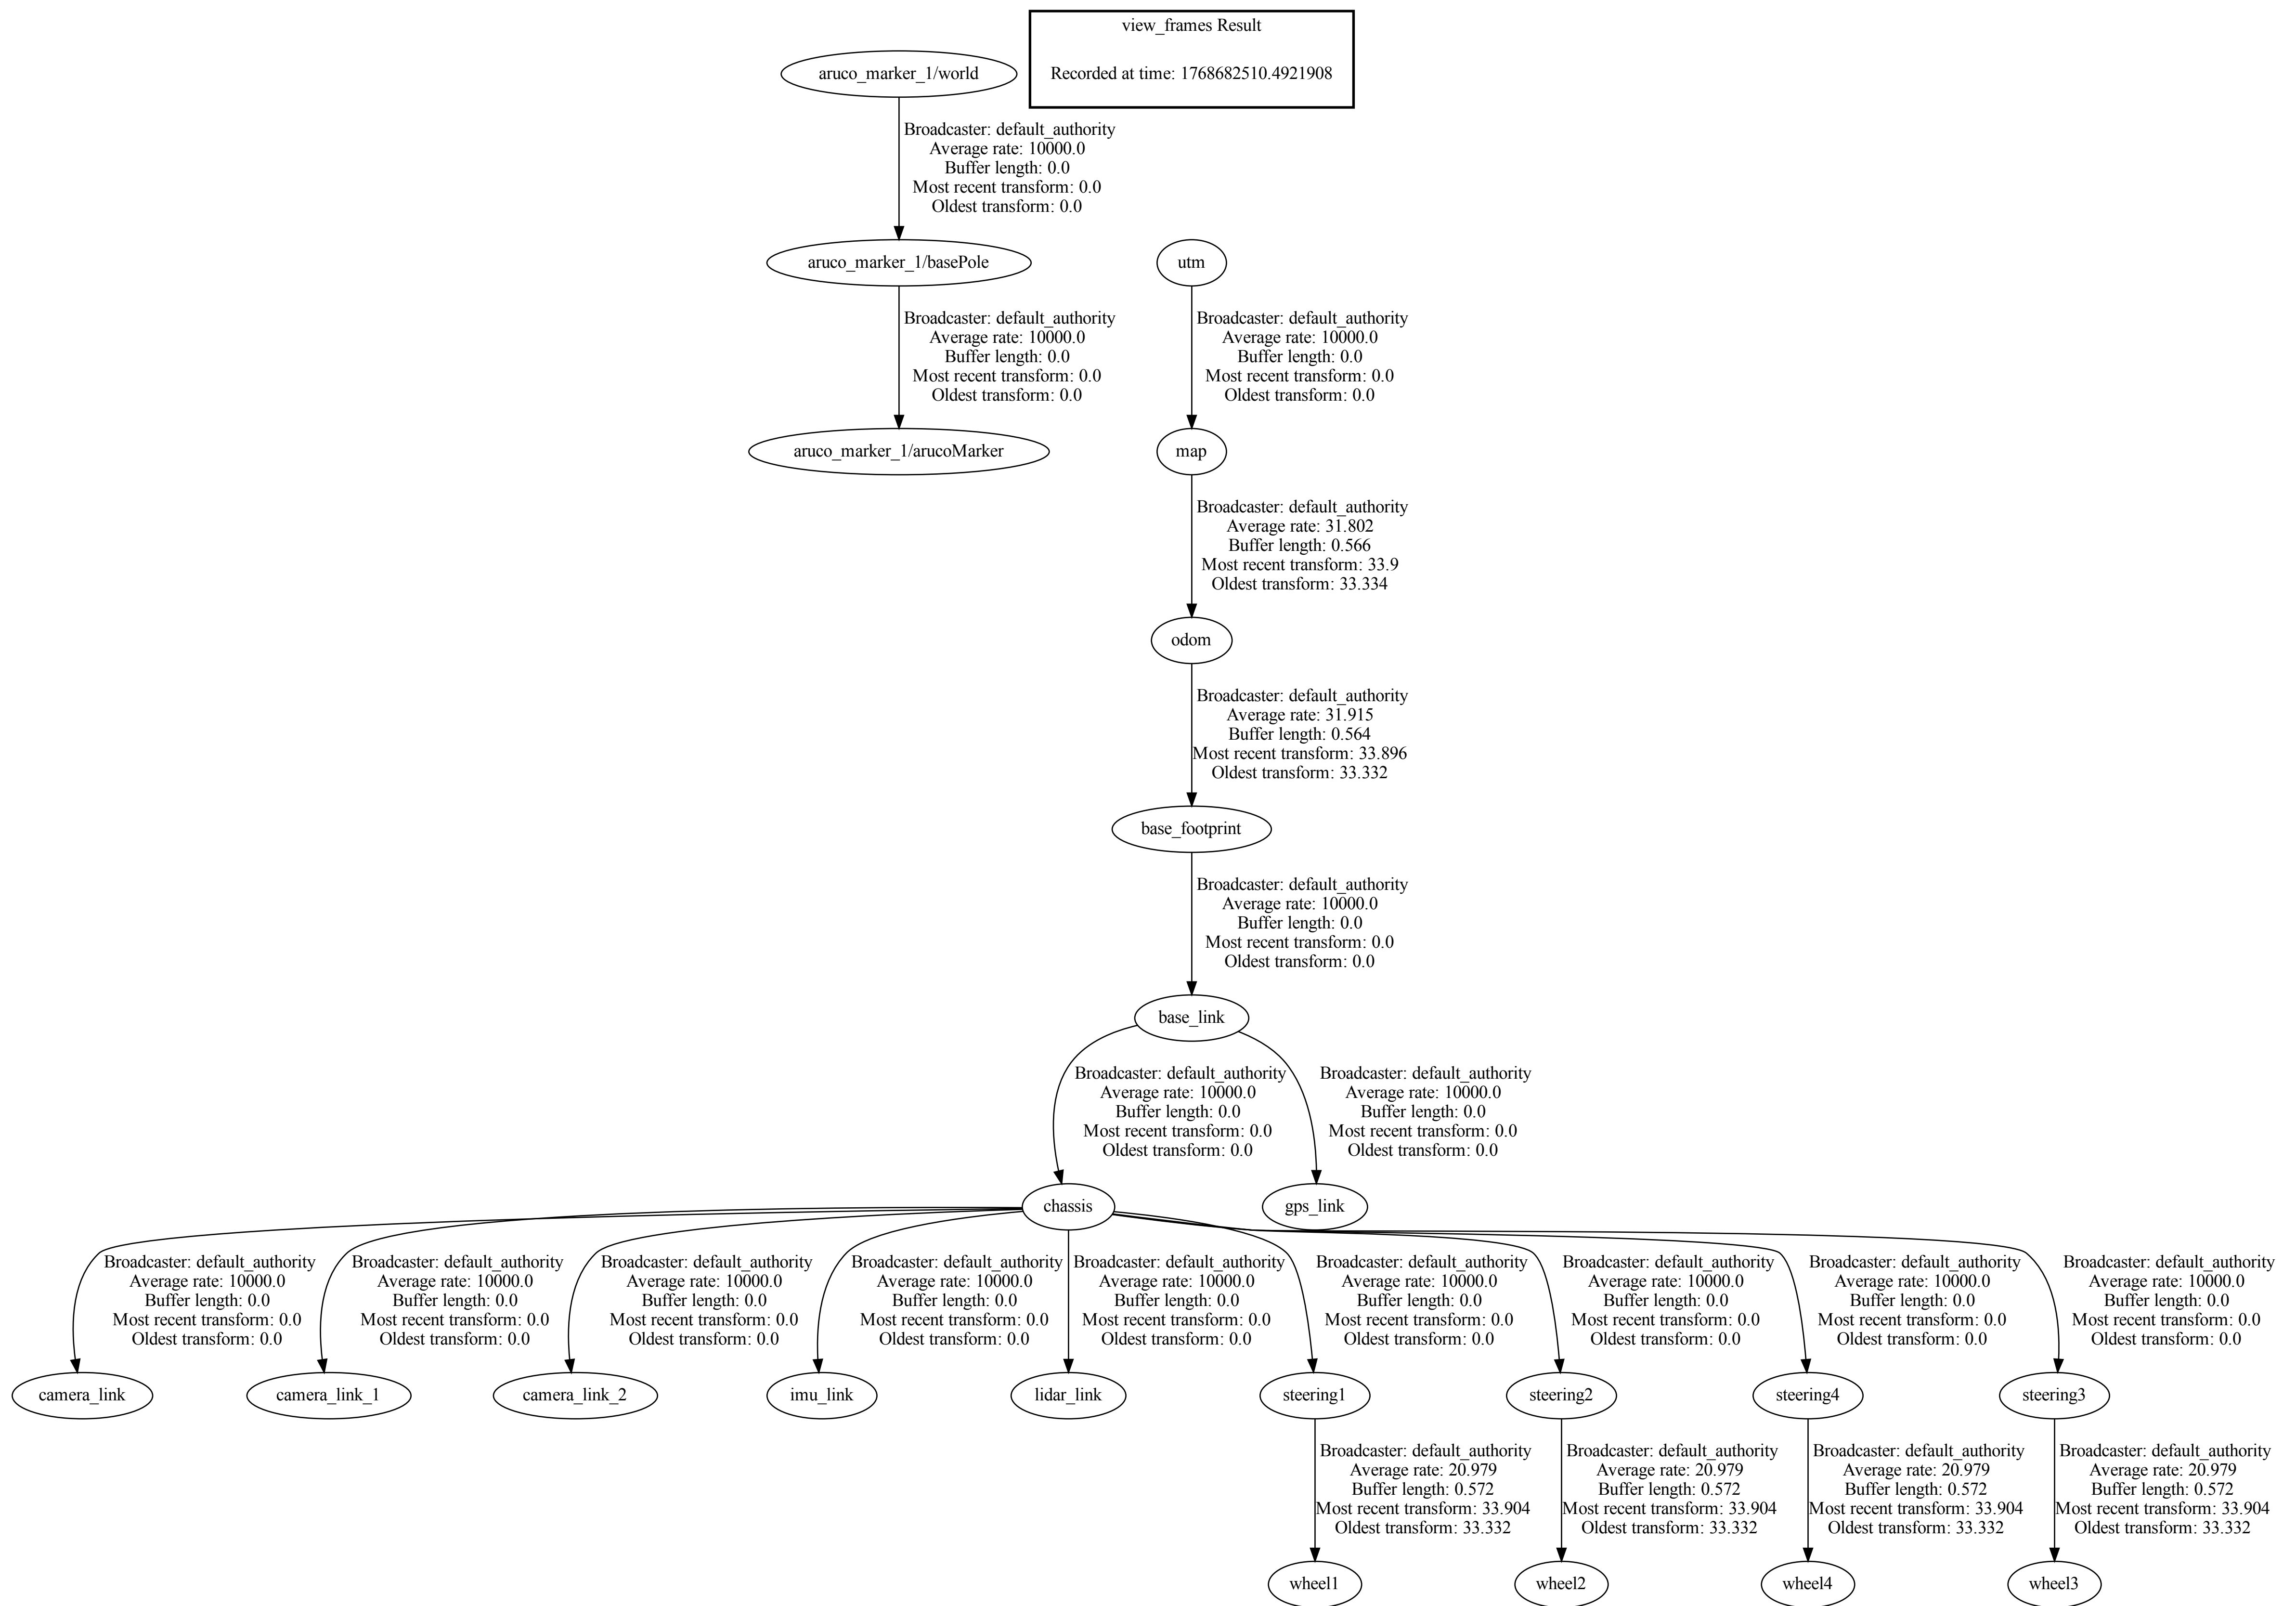 view_frames Result
Recorded at time: 1768682510.4921908
aruco_marker_1/world
Broadcaster: default_authority
Average rate: 10000.0
Buffer length: 0.0
Most recent transform: 0.0
Oldest transform: 0.0
aruco_marker_1/basePole
Broadcaster: default_authority
Average rate: 10000.0
Buffer length: 0.0
Most recent transform: 0.0
Oldest transform: 0.0
aruco_marker_1/arucoMarker
utm
Broadcaster: default_authority
Average rate: 10000.0
Buffer length: 0.0
Most recent transform: 0.0
Oldest transform: 0.0
map
Broadcaster: default_authority
Average rate: 31.802
Buffer length: 0.566
Most recent transform: 33.9
Oldest transform: 33.334
odom
Broadcaster: default_authority
Average rate: 31.915
Buffer length: 0.564
Most recent transform: 33.896
Oldest transform: 33.332
base_footprint
Broadcaster: default_authority
Average rate: 10000.0
Buffer length: 0.0
Most recent transform: 0.0
Oldest transform: 0.0
base_link
Broadcaster: default_authority
Average rate: 10000.0
Buffer length: 0.0
Most recent transform: 0.0
Oldest transform: 0.0
Broadcaster: default_authority
Average rate: 10000.0
Buffer length: 0.0
Most recent transform: 0.0
Oldest transform: 0.0
chassis
gps_link
Broadcaster: default_authority
Average rate: 10000.0
Buffer length: 0.0
Most recent transform: 0.0
Oldest transform: 0.0
Broadcaster: default_authority
Average rate: 10000.0
Buffer length: 0.0
Most recent transform: 0.0
Oldest transform: 0.0
Broadcaster: default_authority
Average rate: 10000.0
Buffer length: 0.0
Most recent transform: 0.0
Oldest transform: 0.0
Broadcaster: default_authority
Average rate: 10000.0
Buffer length: 0.0
Most recent transform: 0.0
Oldest transform: 0.0
Broadcaster: default_authority
Average rate: 10000.0
Buffer length: 0.0
Most recent transform: 0.0
Oldest transform: 0.0
Broadcaster: default_authority
Average rate: 10000.0
Buffer length: 0.0
Most recent transform: 0.0
Oldest transform: 0.0
Broadcaster: default_authority
Average rate: 10000.0
Buffer length: 0.0
Most recent transform: 0.0
Oldest transform: 0.0
Broadcaster: default_authority
Average rate: 10000.0
Buffer length: 0.0
Most recent transform: 0.0
Oldest transform: 0.0
Broadcaster: default_authority
Average rate: 10000.0
Buffer length: 0.0
Most recent transform: 0.0
Oldest transform: 0.0
camera_link
camera_link_1
camera_link_2
imu_link
lidar_link
steering1
steering2
steering4
steering3
Broadcaster: default_authority
Average rate: 20.979
Buffer length: 0.572
Most recent transform: 33.904
Oldest transform: 33.332
Broadcaster: default_authority
Average rate: 20.979
Buffer length: 0.572
Most recent transform: 33.904
Oldest transform: 33.332
Broadcaster: default_authority
Average rate: 20.979
Buffer length: 0.572
Most recent transform: 33.904
Oldest transform: 33.332
Broadcaster: default_authority
Average rate: 20.979
Buffer length: 0.572
Most recent transform: 33.904
Oldest transform: 33.332
wheel1
wheel2
wheel4
wheel3